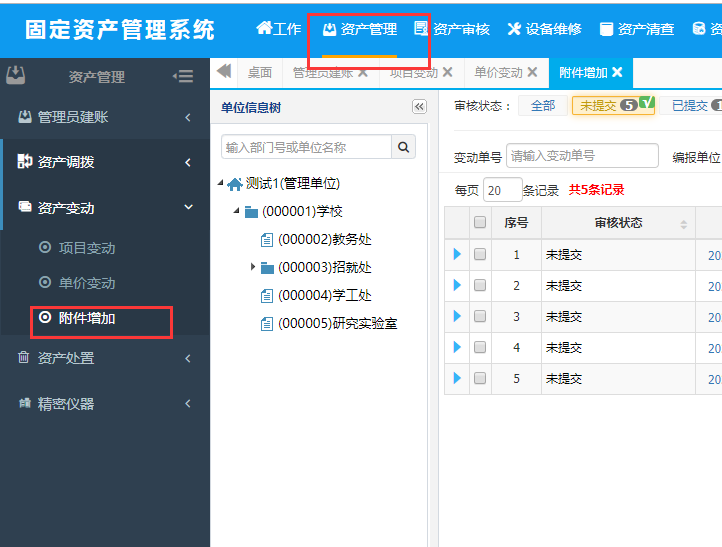 固定资产管理系统
工作 资产管理 资产审核 设备维修 资产清查
资产管理
桌面 管理员建账 项目变动 单价变动 附件增加
管理员建账
资产调拨
资产变动
项目变动
单价变动
附件增加
资产处置
精密仪器
单位信息树
输入部门号或单位名称
测试1(管理单位)
(000001)学校
(000002)教务处
(000003)招就处
(000004)学工处
(000005)研究实验室
审核状态： 全部 未提交 5 已提交 1
变动单号 请输入变动单号 编报单位
每页 20 条记录 共5条记录
序号 审核状态
1 未提交 20
2 未提交 20
3 未提交 20
4 未提交 20
5 未提交 20